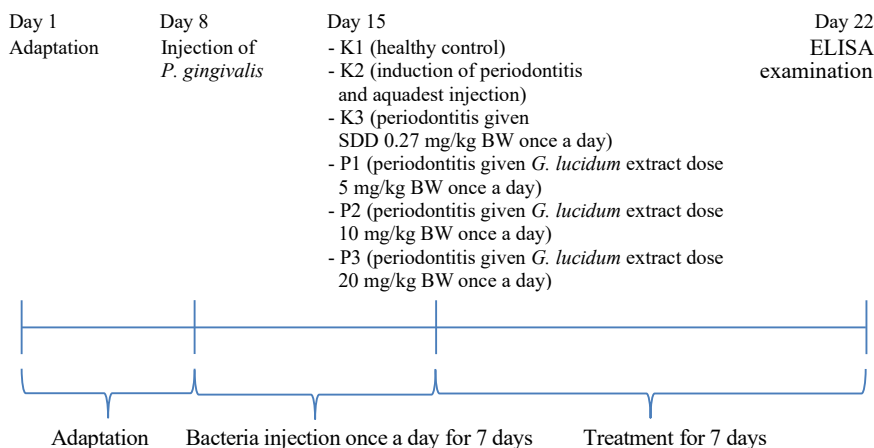 Day 1
Adaptation
Day 8
Injection of
P. gingivalis
Day 15
- K1 (healthy control)
- K2 (induction of periodontitis
and aquadest injection)
- K3 (periodontitis given
SDD 0.27 mg/kg BW once a day)
- P1 (periodontitis given G. lucidum extract dose
5 mg/kg BW once a day)
- P2 (periodontitis given G. lucidum extract dose
10 mg/kg BW once a day)
- P3 (periodontitis given G. lucidum extract dose
20 mg/kg BW once a day)
Day 22
ELISA
examination
Adaptation
Bacteria injection once a day for 7 days
Treatment for 7 days